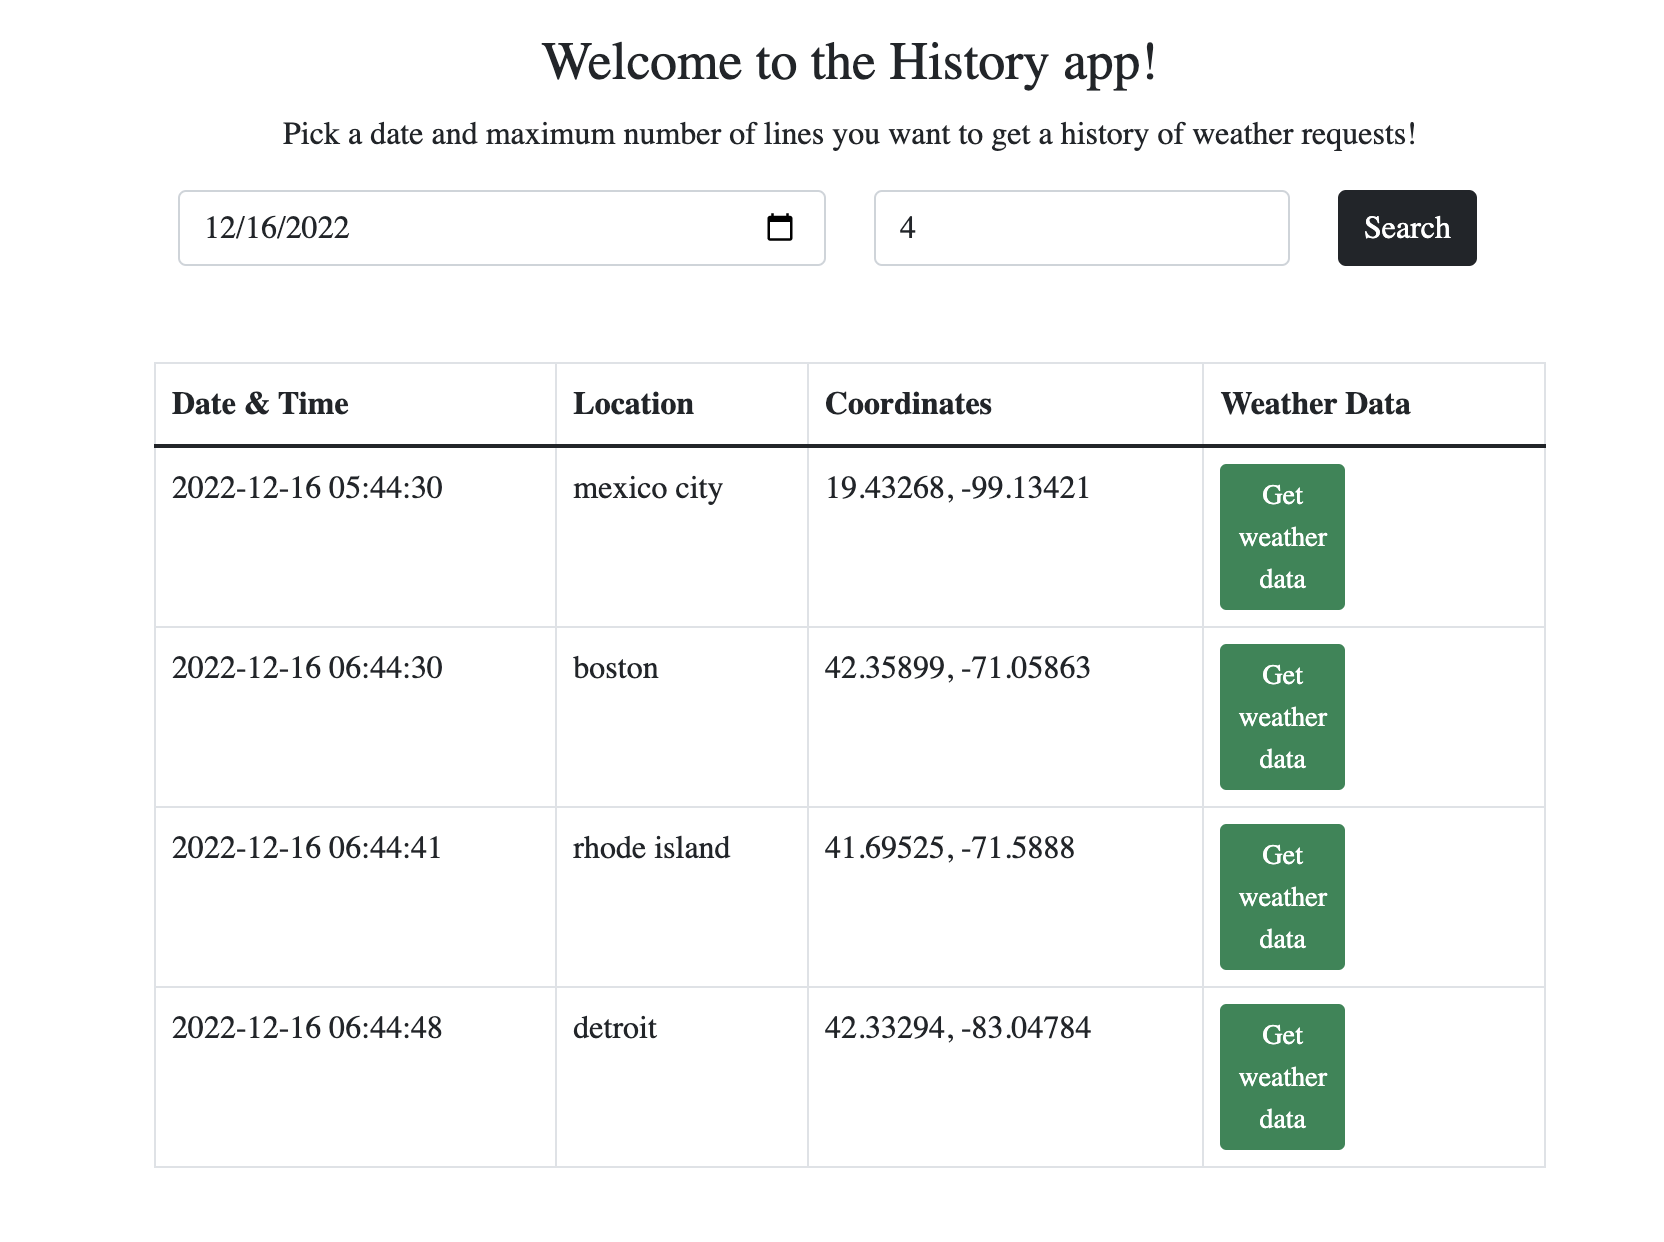 Welcome to the History app!
Pick a date and maximum number of lines you want to get a history of weather requests!
12/16/2022 4 Search
Date & Time Location Coordinates Weather Data
2022-12-16 05:44:30 mexico city 19.43268, -99.13421 Get
weather
data
2022-12-16 06:44:30 boston 42.35899, -71.05863 Get
weather
data
2022-12-16 06:44:41 rhode island 41.69525, -71.5888 Get
weather
data
2022-12-16 06:44:48 detroit 42.33294, -83.04784 Get
weather
data